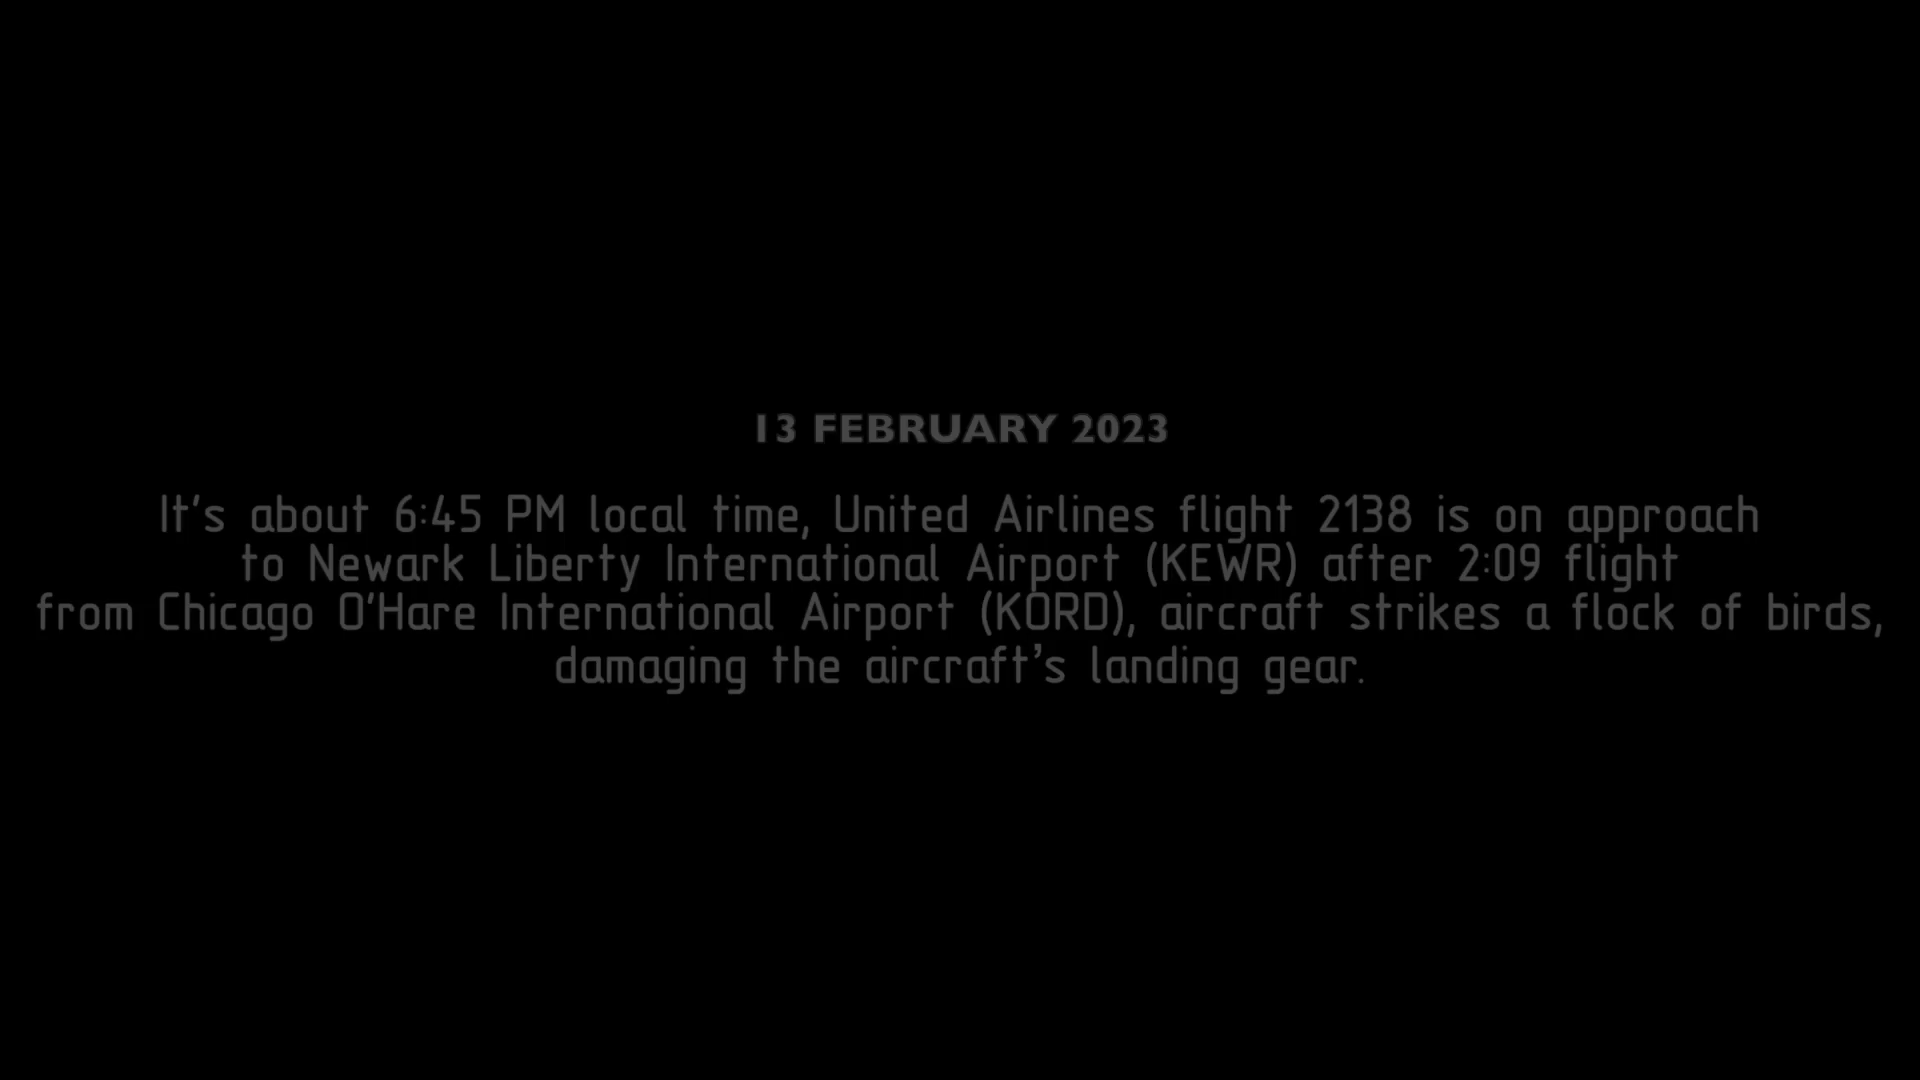 13 FEBRUARY 2023
It's about 6:45 PM local time, United Airlines flight 2138 is on approach
to Newark Liberty International Airport (KEWR) after 2:09 flight
from Chicago O'Hare International Airport (KORD), aircraft strikes a flock of birds,
damaging the aircraft's landing gear.